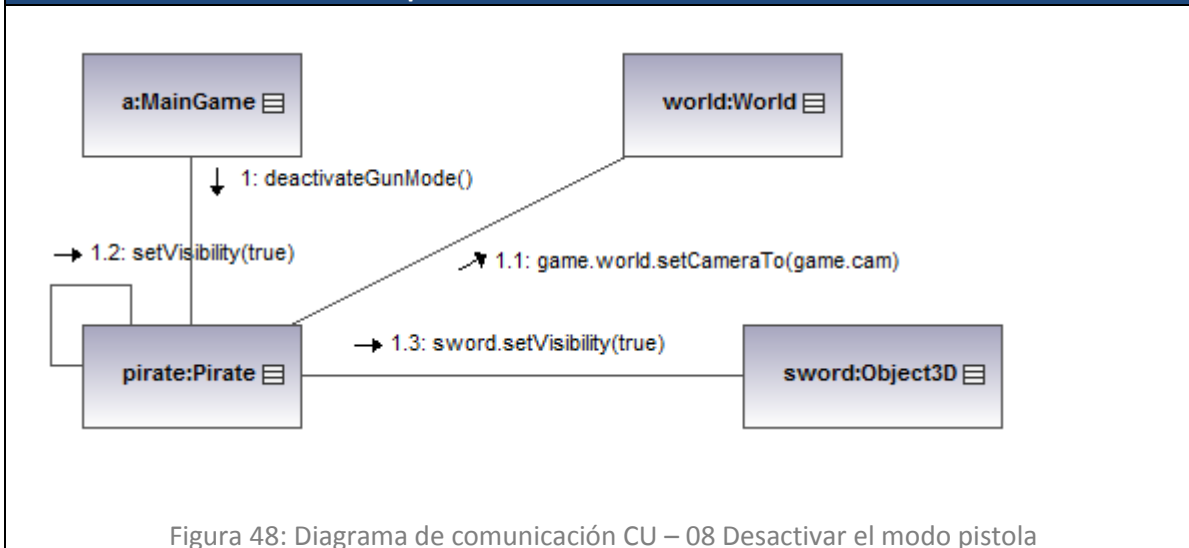 a:MainGame
world:World
1: deactivateGunMode()
1.2: setVisibility(true)
1.1: game.world.setCameraTo(game.cam)
1.3: sword.setVisibility(true)
pirate:Pirate
sword:Object3D
Figura 48: Diagrama de comunicación CU – 08 Desactivar el modo pistola